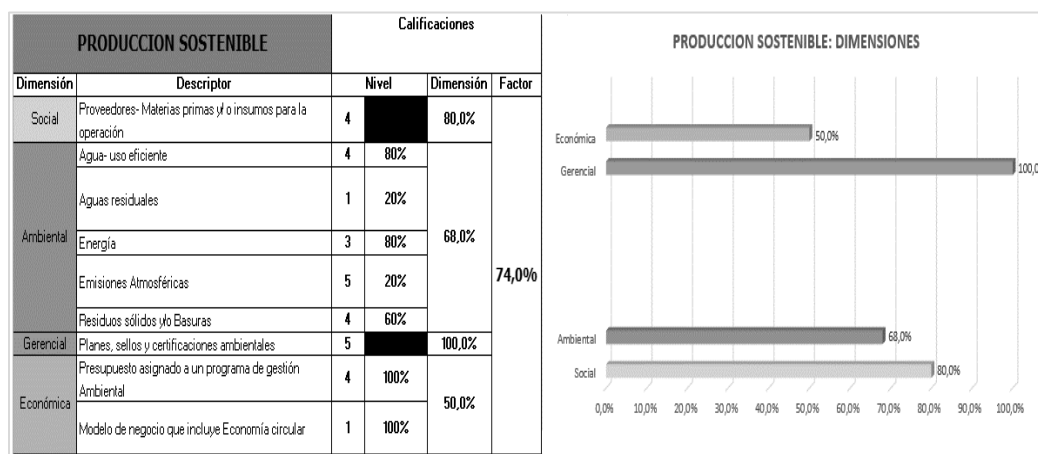 PRODUCCION SOSTENIBLE
Calificaciones
Dimensión Descriptor Nivel Dimensión Factor
Social Proveedores- Materias primas y/ o insumos para la operación 4 80,0%
Ambiental Agua- uso eficiente 4 80% 68,0% 74,0%
Aguas residuales 1 20%
Energía 3 80%
Emisiones Atmosféricas 5 20%
Residuos sólidos y/o Basuras 4 60%
Gerencial Planes, sellos y certificaciones ambientales 5 100,0%
Económica Presupuesto asignado a un programa de gestión Ambiental 4 100% 50,0%
Modelo de negocio que incluye Economía circular 1 100%
PRODUCCION SOSTENIBLE: DIMENSIONES
Económica 50,0%
Gerencial 100,0
Ambiental 68,0%
Social 80,0%
0,0% 10,0% 20,0% 30,0% 40,0% 50,0% 60,0% 70,0% 80,0% 90,0% 100,0%